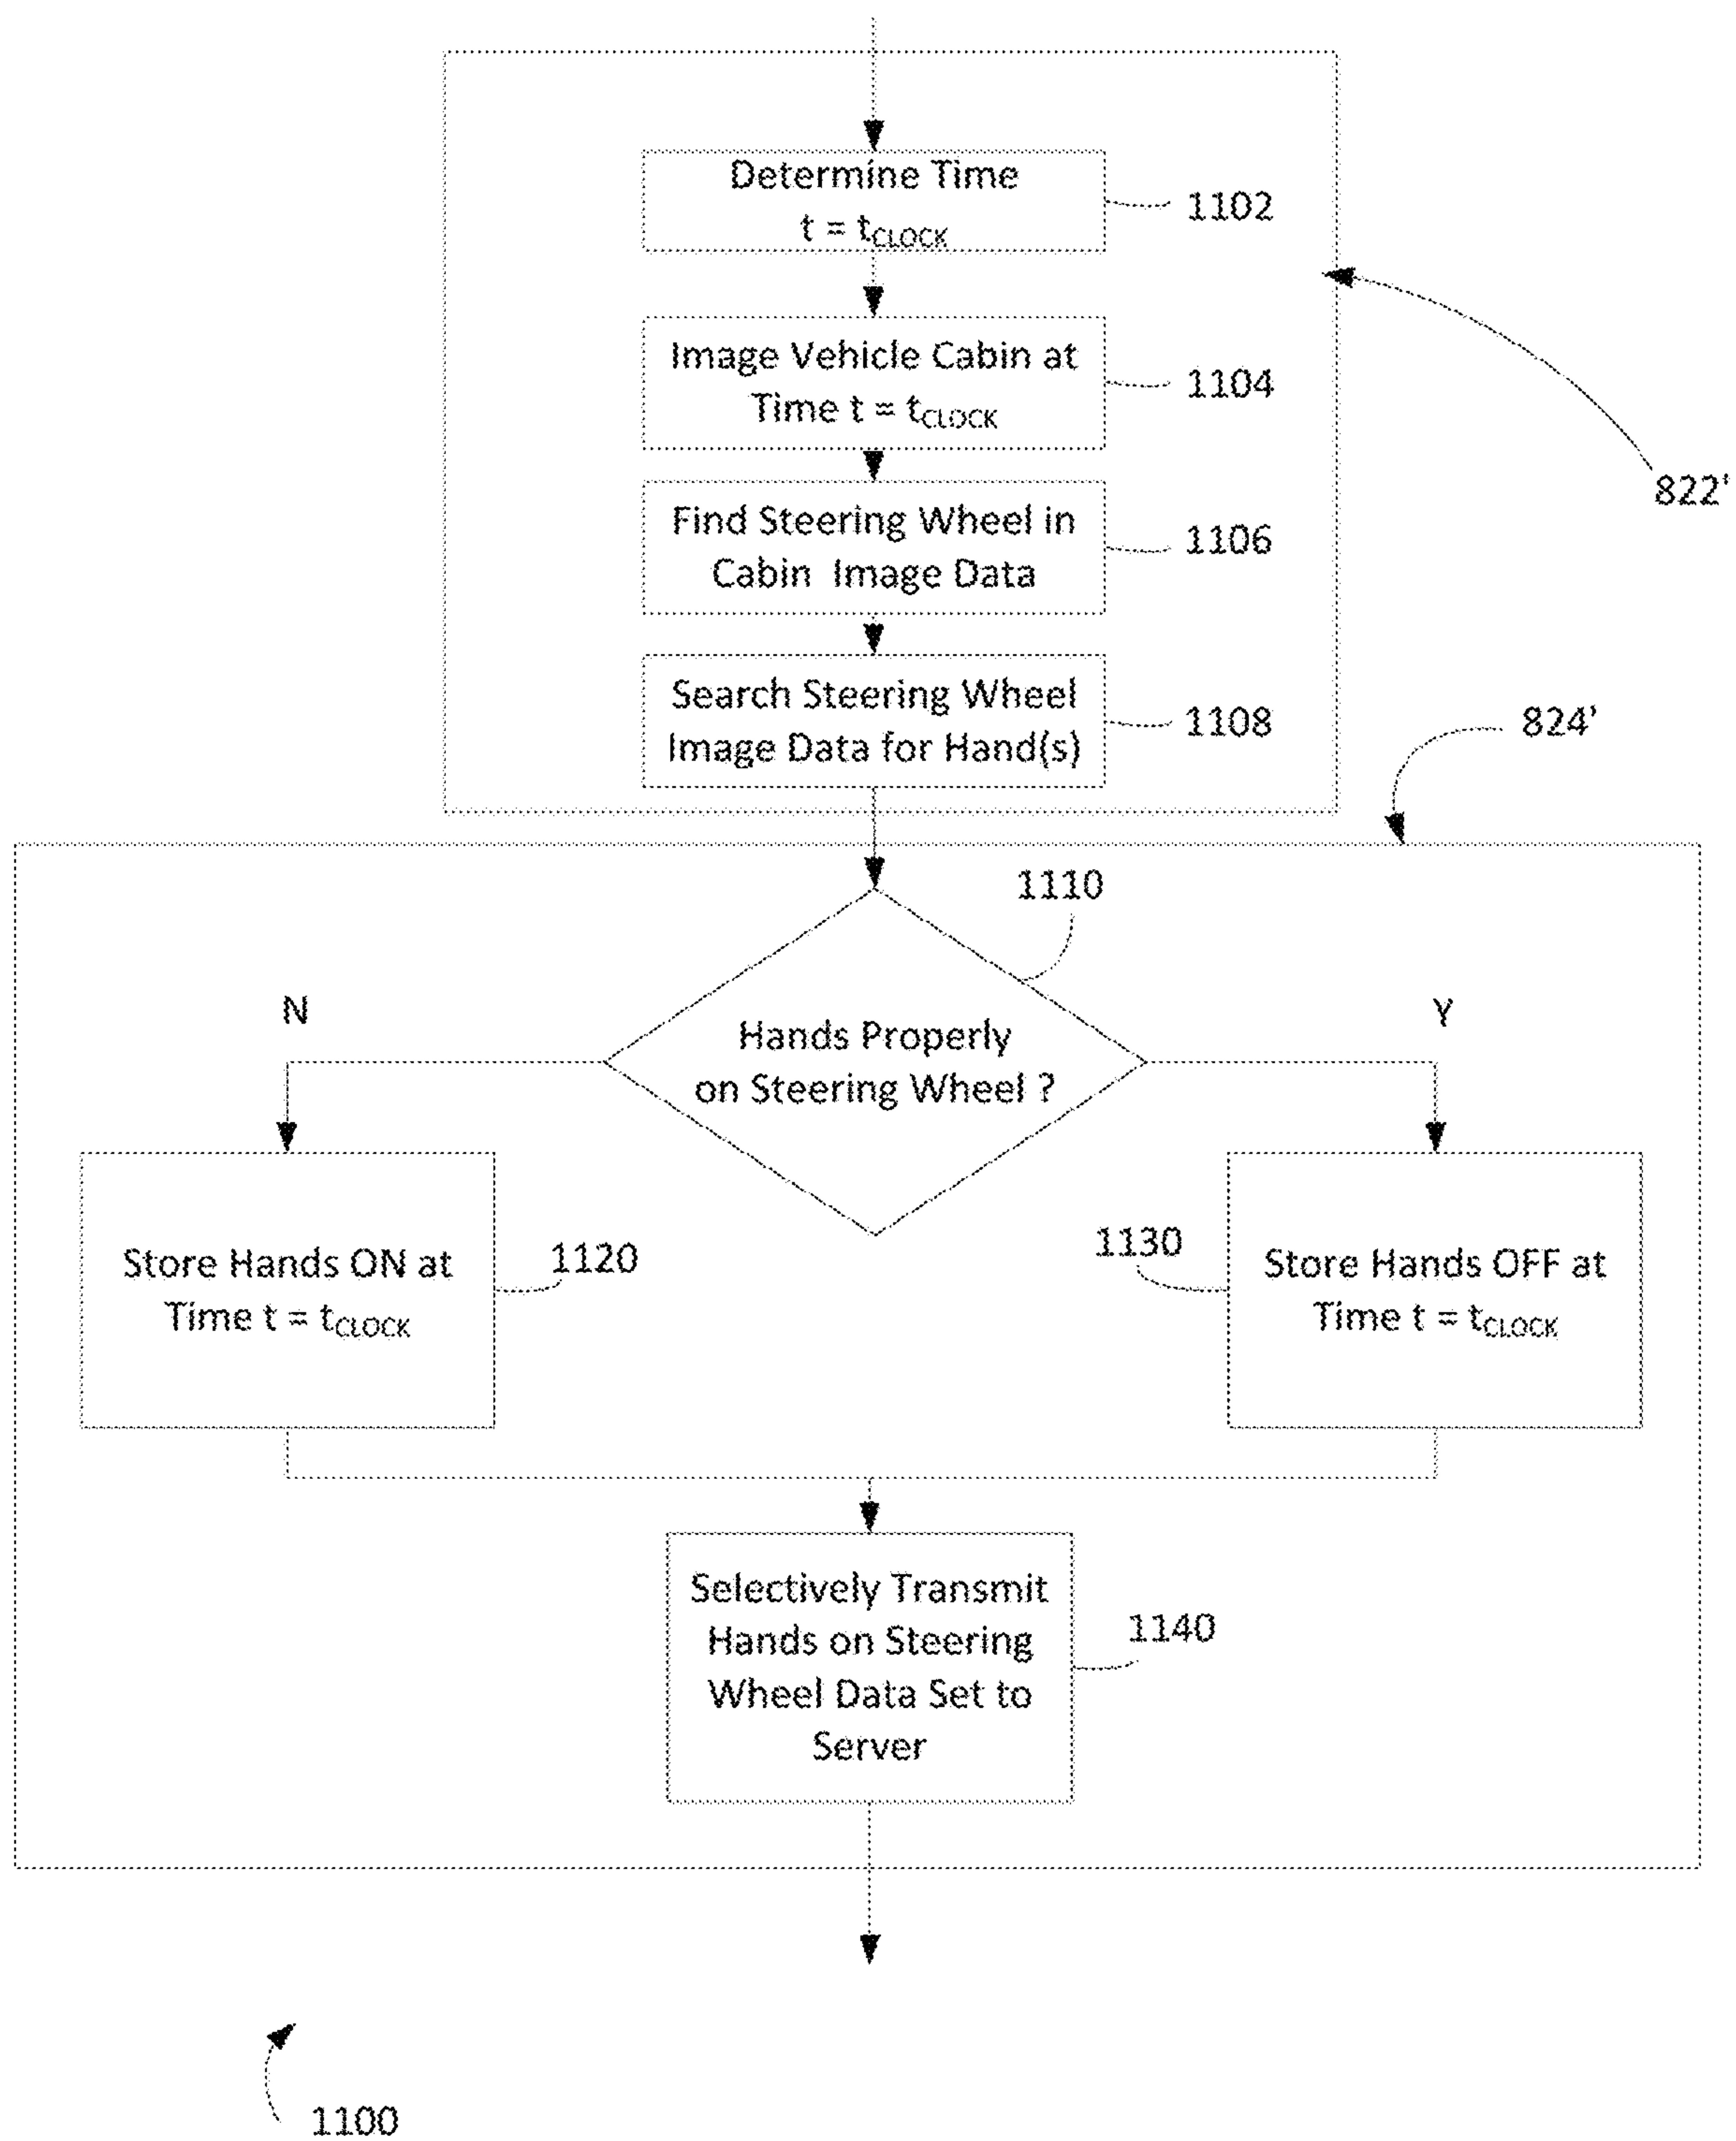 Determine Time
t = tCLOCK
1102
Image Vehicle Cabin at
Time t = tCLOCK
1104
822'
Find Steering Wheel in
Cabin Image Data
1106
Search Steering Wheel
Image Data for Hand(s)
1108
824'
1110
N
Y
Hands Properly
on Steering Wheel ?
Store Hands ON at
Time t = tCLOCK
1120
1130
Store Hands OFF at
Time t = tCLOCK
Selectively Transmit
Hands on Steering
Wheel Data Set to
Server
1140
1100